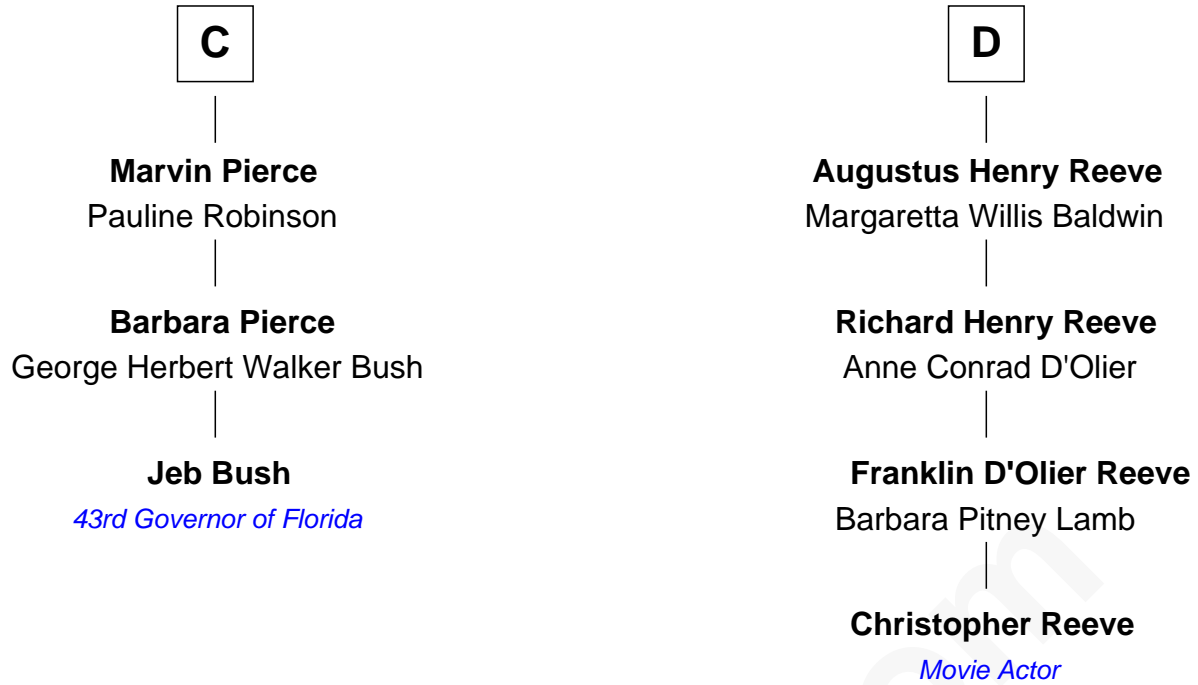 C
Marvin Pierce
Pauline Robinson
Barbara Pierce
George Herbert Walker Bush
Jeb Bush
43rd Governor of Florida
D
Augustus Henry Reeve
Margaretta Willis Baldwin
Richard Henry Reeve
Anne Conrad D'Olier
Franklin D'Olier Reeve
Barbara Pitney Lamb
Christopher Reeve
Movie Actor